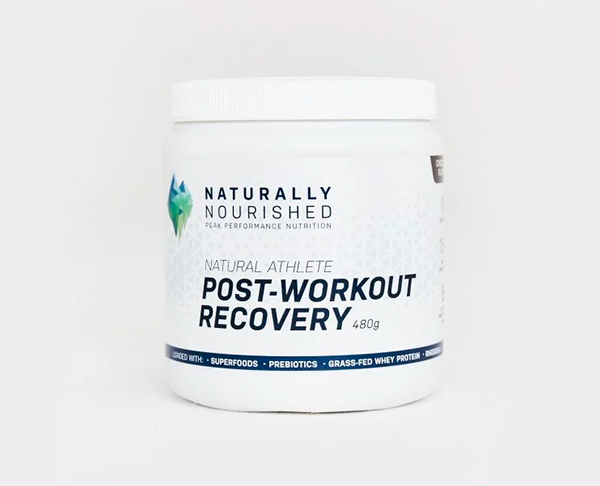 NATURALLY
NOURISHED
PEAK PERFORMANCE NUTRITION
NATURAL ATHLETE
POST-WORKOUT
RECOVERY 480g
LOADED WITH: • SUPERFOODS • PREBIOTICS • GRASS-FED WHEY PROTEIN •